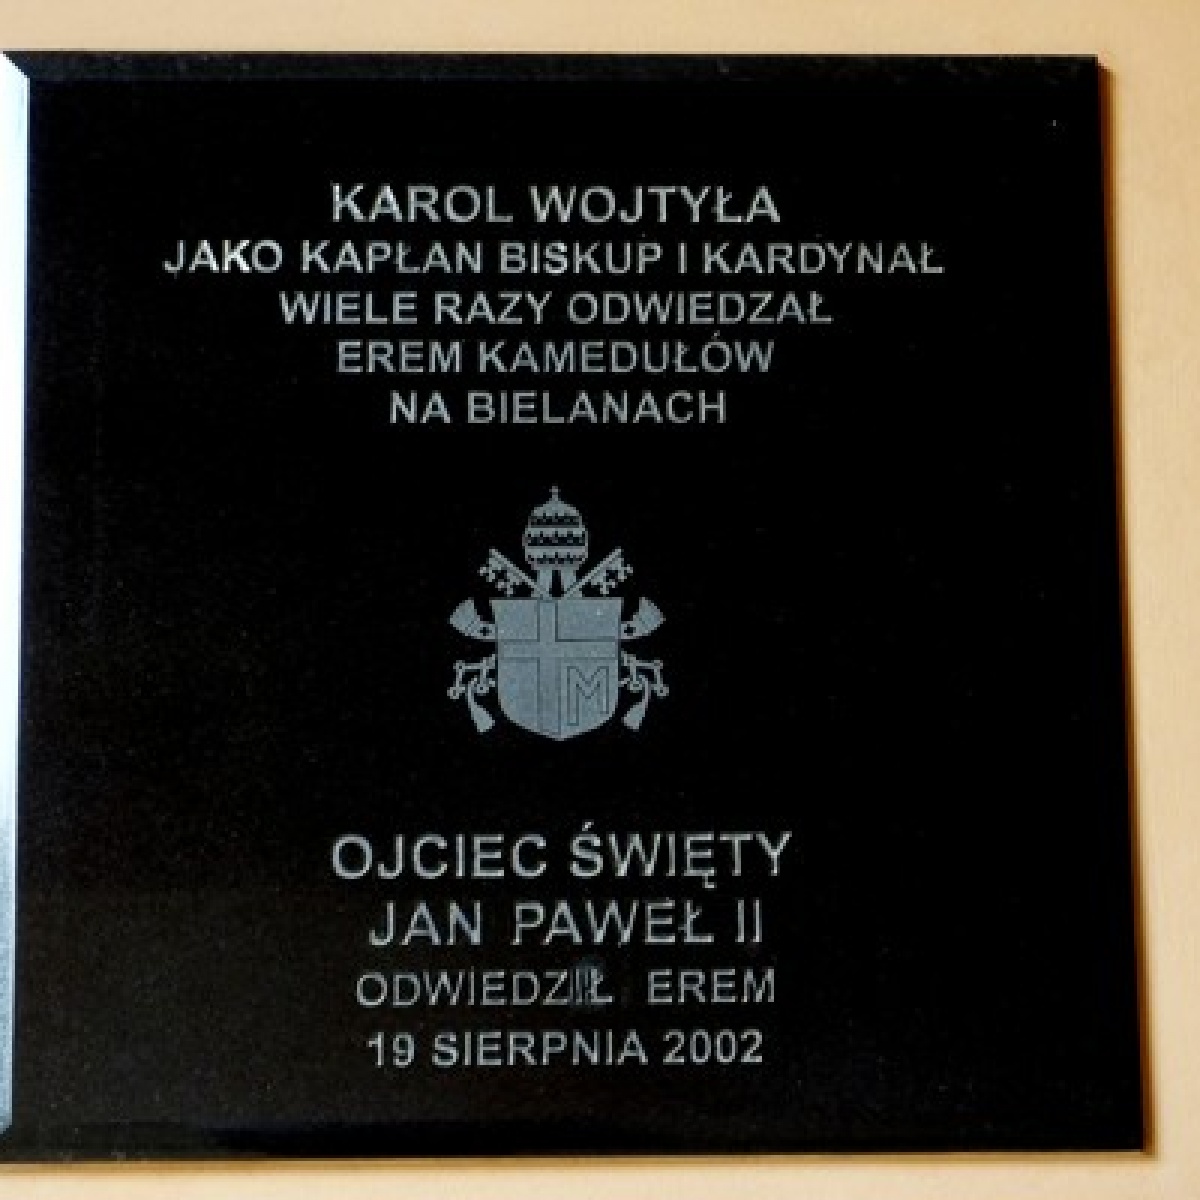 KAROL WOJTYŁA
JAKO KAPŁAN BISKUP I KARDYNAŁ
WIELE RAZY ODWIEDZAŁ
EREM KAMEDUŁÓW
NA BIELANACH
M
OJCIEC ŚWIĘTY
JAN PAWEŁ II
ODWIEDZIŁ EREM
19 SIERPNIA 2002